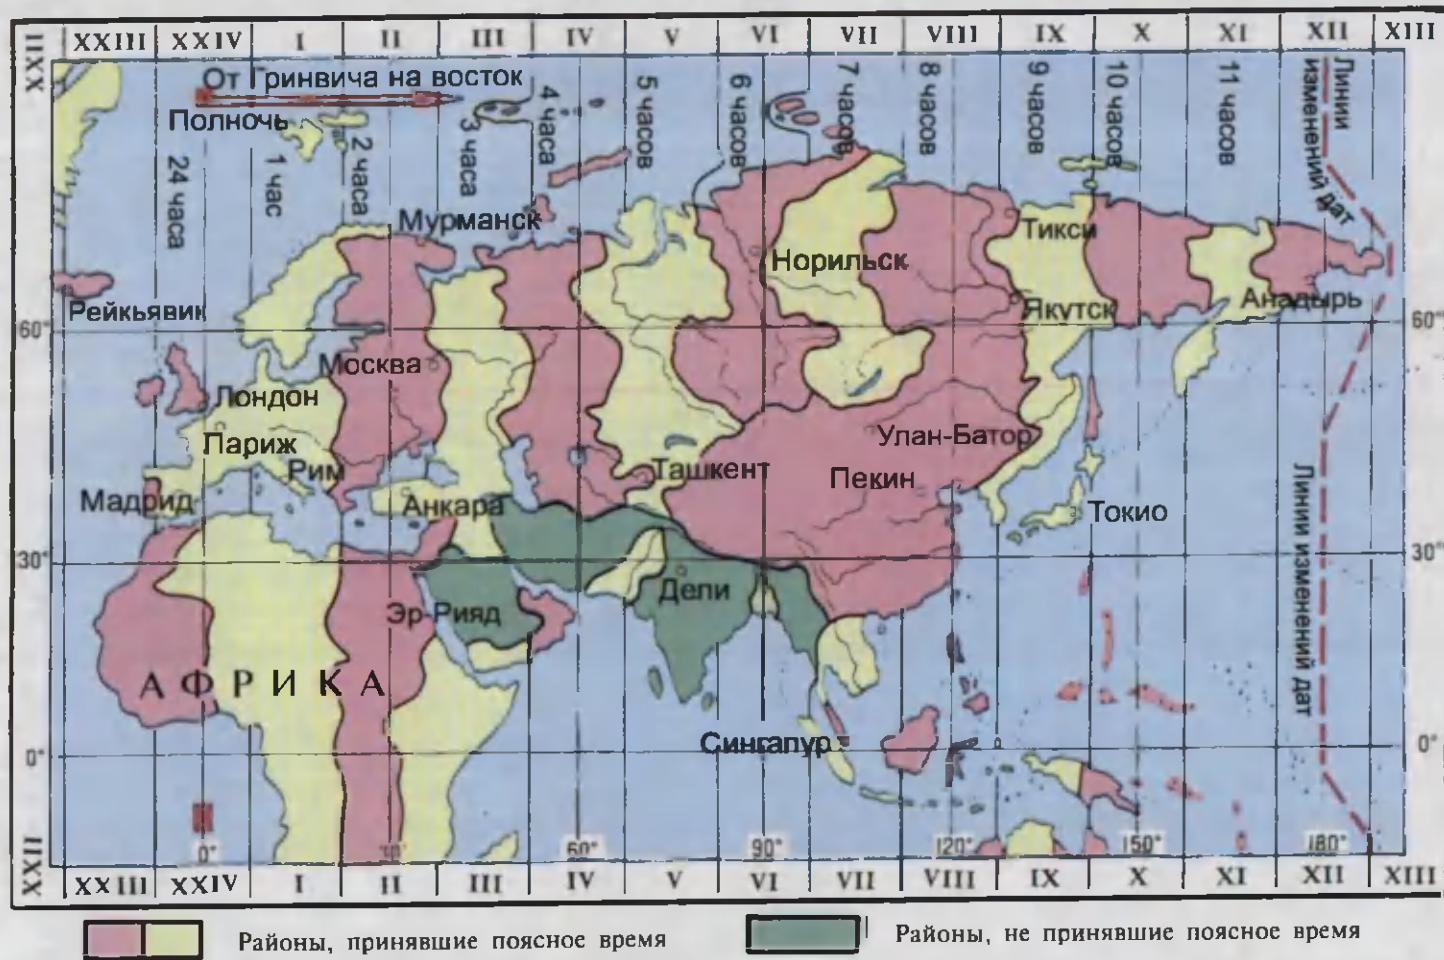 XXIII XXIV I II III IV V VI VII VIII IX X XI XII XIII
XXII
От Гринвича на восток
Полночь
24 часа
1 час
2 часа
3 часа
4 часа
5 часов
6 часов
7 часов
8 часов
9 часов
10 часов
11 часов
Линии
изменений дат
Мурманск
Тикси
Норильск
Рейкьявик
Якутск
Анадырь
60° 60°
Москва
Лондон
Париж
Улан-Батор
Рим
Ташкент
Пекин
Мадрид
Анкара
Токио
Линии изменений дат
30° 30°
Дели
Эр-Рияд
АФРИКА
Сингапур
0° 0°
0° 30° 60° 90° 120° 150° 180°
XXII
XXIII XXIV I II III IV V VI VII VIII IX X XI XII XIII
Районы, принявшие поясное время
Районы, не принявшие поясное время